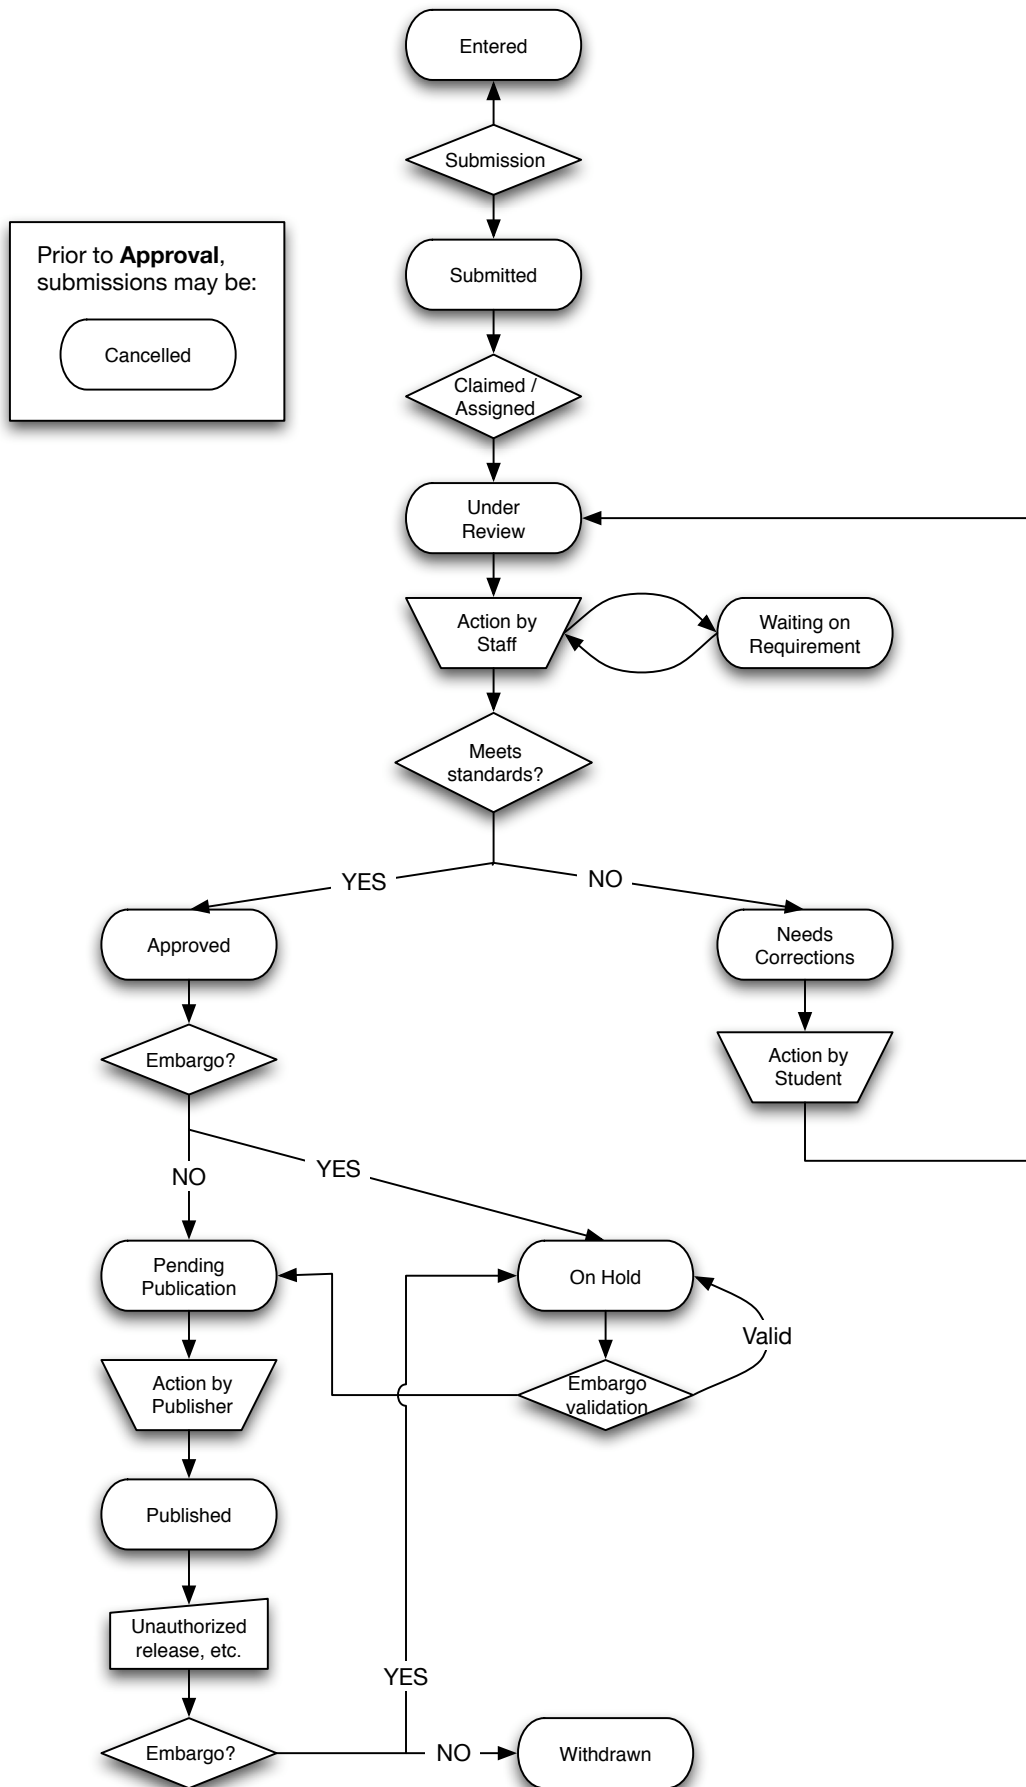 Entered
Submission
Prior to Approval,
submissions may be:
Cancelled
Submitted
Claimed /
Assigned
Under
Review
Action by
Staff
Waiting on
Requirement
Meets
standards?
YES
NO
Approved
Needs
Corrections
Embargo?
Action by
Student
NO
YES
Pending
Publication
On Hold
Valid
Action by
Publisher
Embargo
validation
Published
Unauthorized
release, etc.
YES
Embargo?
NO
Withdrawn